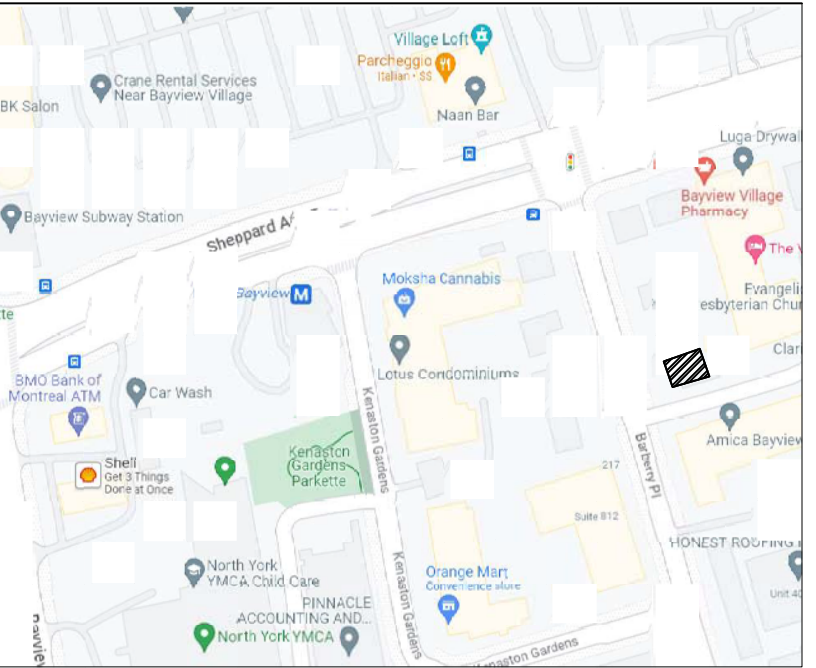 Village Loft
Parcheggio
Italian • $$
Crane Rental Services
Near Bayview Village
BK Salon
Naan Bar
Luga Drywal
Bayview Village
Pharmacy
Bayview Subway Station
Sheppard A
The V
Moksha Cannabis
Bayview M
Evangeli
esbyterian Chur
te
Clar
Lotus Condominiums
BMO Bank of
Montreal ATM
Car Wash
Kenaston Gardens
Amica Bayview
Barberry Pl
Kenaston
Gardens
Parkette
Shell
Get 3 Things
Done at Once
217
Suite 812
HONEST ROOFING
Kenaston Gardens
North York
YMCA Child Care
Orange Mart
Convenience store
Unit 40
PINNACLE
ACCOUNTING AND...
North York YMCA
Bayview
Kenaston Gardens